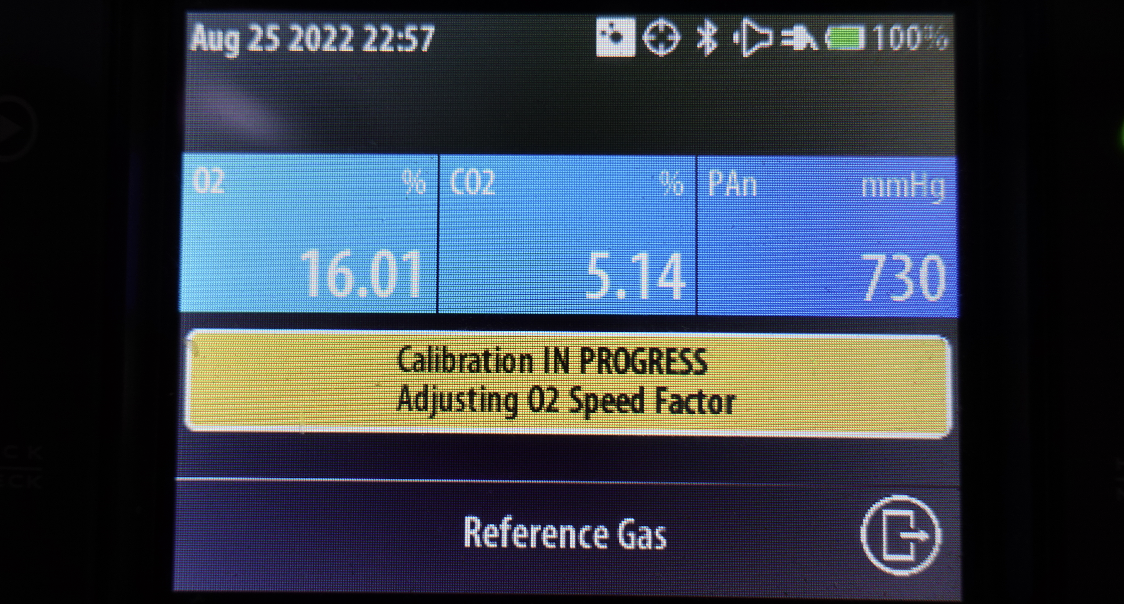 Aug 25 2022 22:57 100%
O2 % CO2 % PAn mmHg
16.01 5.14 730
Calibration IN PROGRESS
Adjusting O2 Speed Factor
Reference Gas